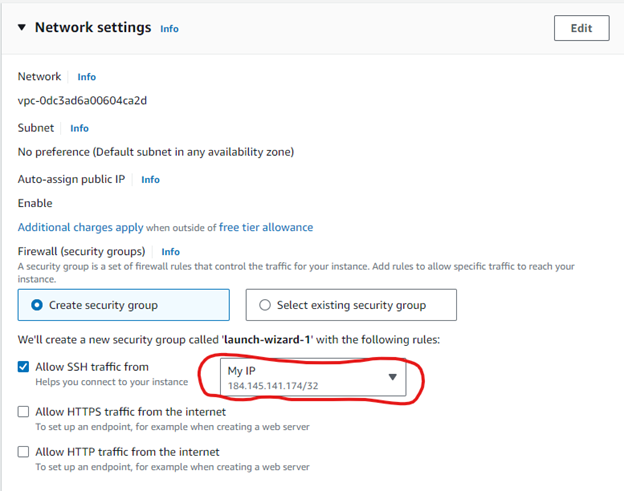 Network settings Info
Edit
Network Info
vpc-0dc3ad6a00604ca2d
Subnet Info
No preference (Default subnet in any availability zone)
Auto-assign public IP Info
Enable
Additional charges apply when outside of free tier allowance
Firewall (security groups) Info
A security group is a set of firewall rules that control the traffic for your instance. Add rules to allow specific traffic to reach your
instance.
Create security group
Select existing security group
We'll create a new security group called 'launch-wizard-1' with the following rules:
Allow SSH traffic from
Helps you connect to your instance
My IP
184.145.141.174/32
Allow HTTPS traffic from the internet
To set up an endpoint, for example when creating a web server
Allow HTTP traffic from the internet
To set up an endpoint, for example when creating a web server